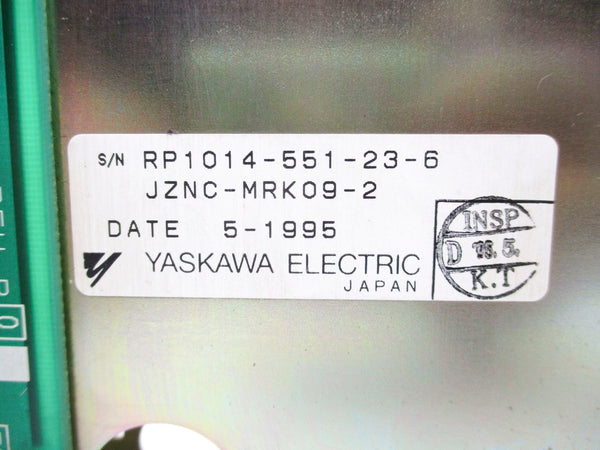 S/N RP1014-551-23-6
JZNC-MRK09-2
DATE 5-1995
YASKAWA ELECTRIC
JAPAN
INSP
D
K.T